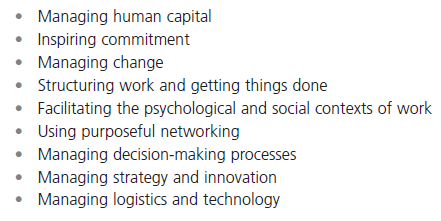 • Managing human capital
• Inspiring commitment
• Managing change
• Structuring work and getting things done
• Facilitating the psychological and social contexts of work
• Using purposeful networking
• Managing decision-making processes
• Managing strategy and innovation
• Managing logistics and technology